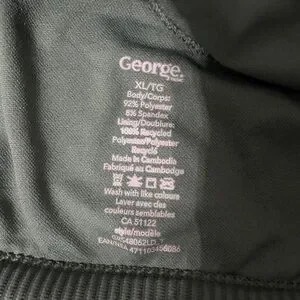 George.
XL/TG
Body/Corps:
92% Polyester
8% Spandex
Lining/Doublure:
100% Recycled
Polyester/Polyester
Recyclé
Made in Cambodia
Fabriqué au Cambodge
Wash with like colours
Laver avec des
couleurs semblables
CA 51122
style/modèle